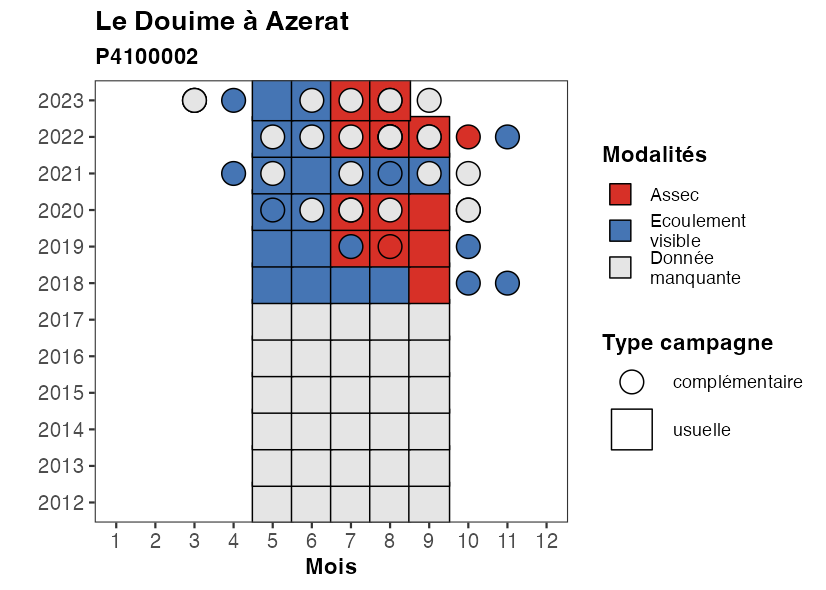 Le Douime à Azerat
P4100002
2023
2022
2021
2020
2019
2018
2017
2016
2015
2014
2013
2012
1 2 3 4 5 6 7 8 9 10 11 12
Mois
Modalités
Assec
Ecoulement
visible
Donnée
manquante
Type campagne
complémentaire
usuelle